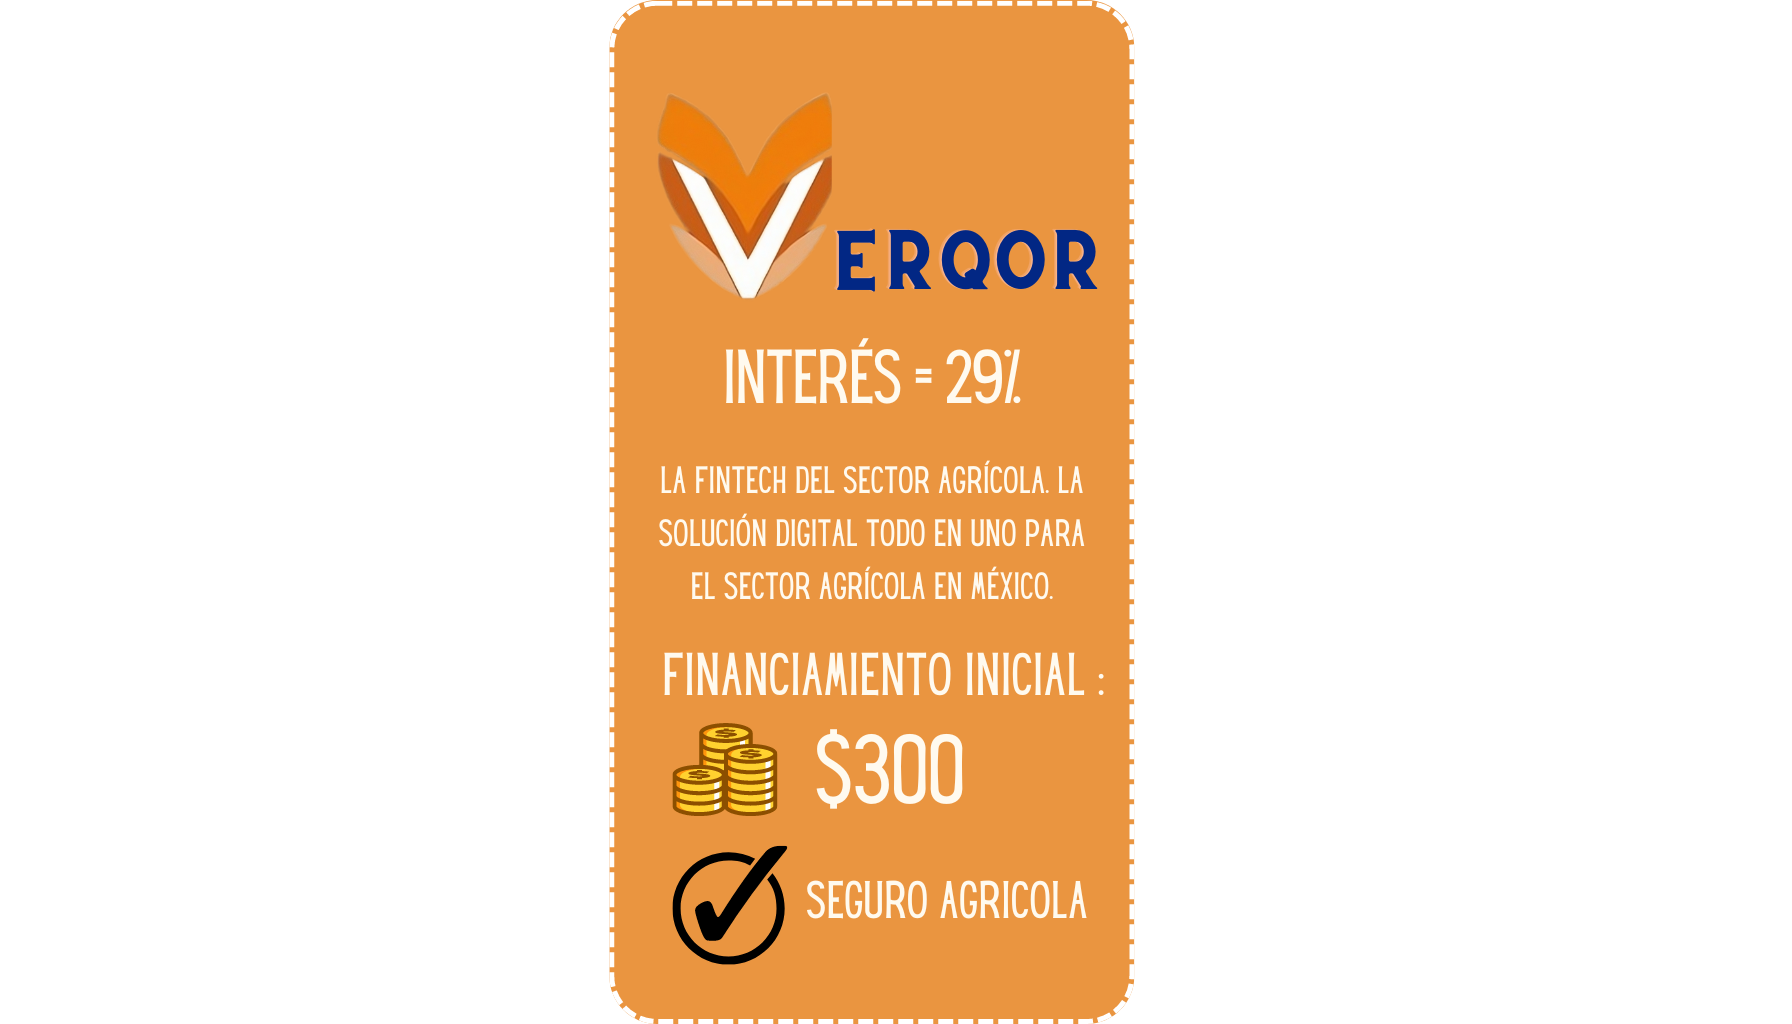 VERQOR
INTERÉS = 29%
LA FINTECH DEL SECTOR AGRÍCOLA. LA
SOLUCIÓN DIGITAL TODO EN UNO PARA
EL SECTOR AGRÍCOLA EN MÉXICO.
FINANCIAMIENTO INICIAL :
$300
SEGURO AGRICOLA